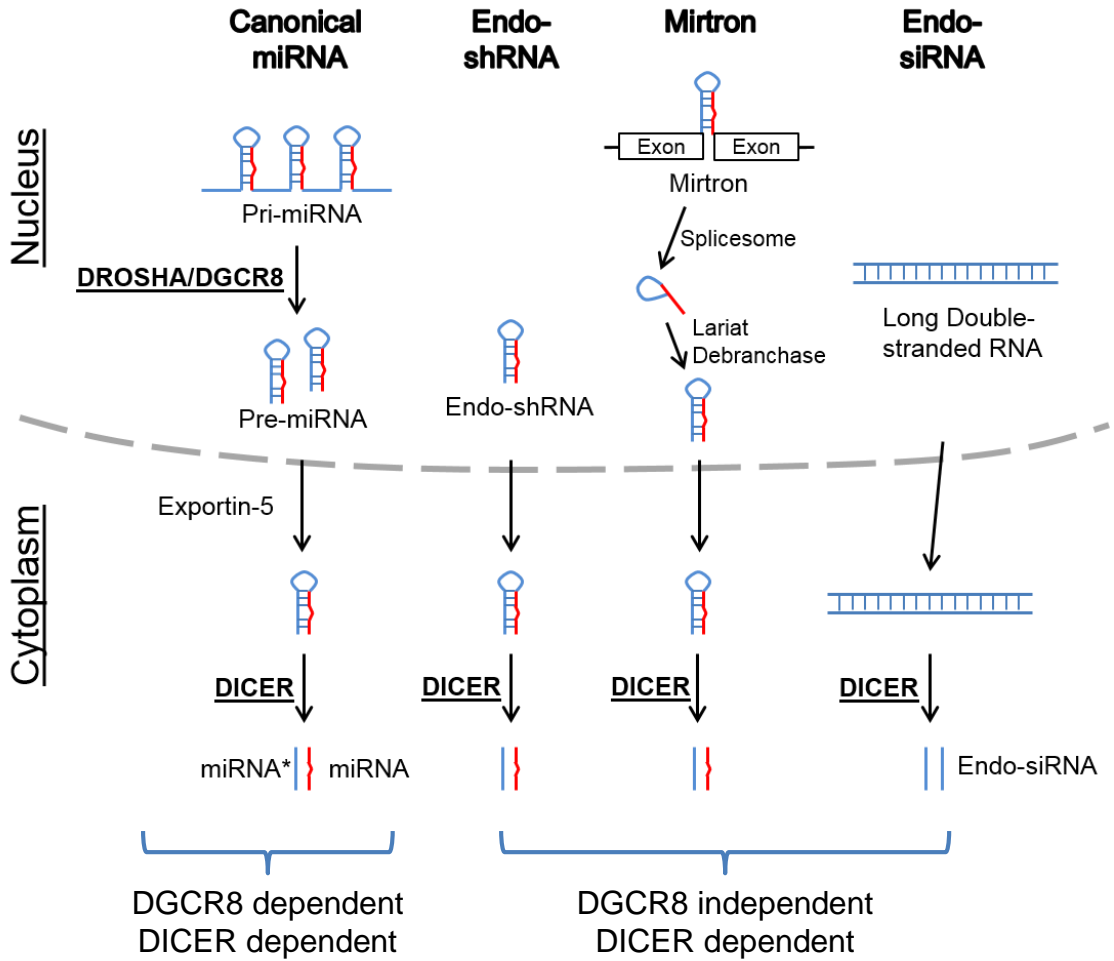 Canonical
miRNA
Endo-
shRNA
Mirtron
Endo-
siRNA
Nucleus
Exon
Exon
Mirtron
Pri-miRNA
Splicesome
DROSHA/DGCR8
Long Double-
stranded RNA
Lariat
Debranchase
Pre-miRNA
Endo-shRNA
Cytoplasm
Exportin-5
DICER
DICER
DICER
DICER
miRNA*
miRNA
Endo-siRNA
DGCR8 dependent
DICER dependent
DGCR8 independent
DICER dependent